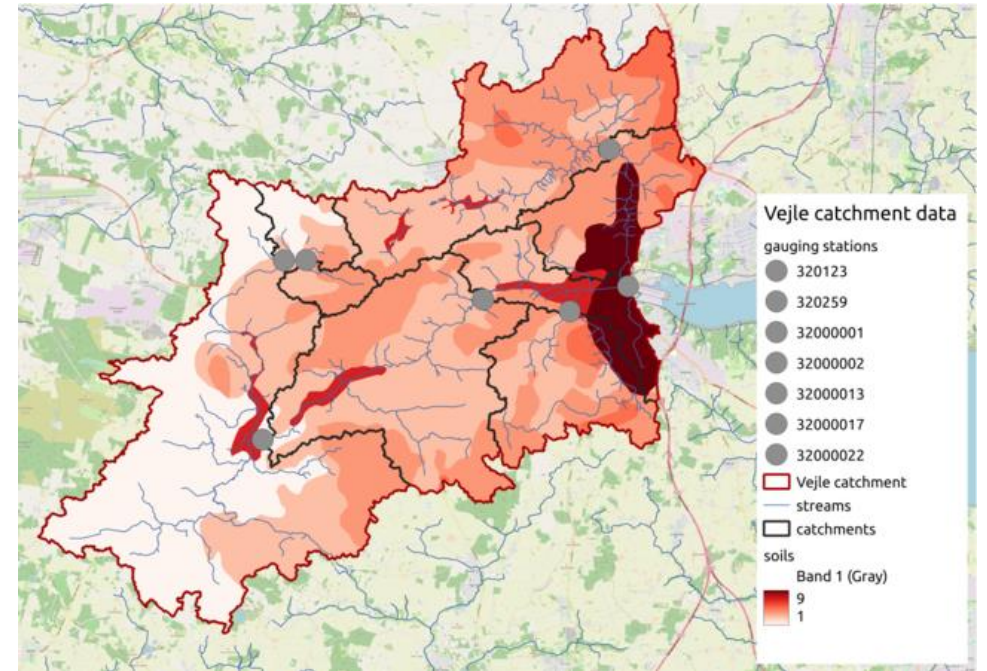 Vejle catchment data
gauging stations
320123
320259
32000001
32000002
32000013
32000017
32000022
Vejle catchment
streams
catchments
soils
Band 1 (Gray)
9
1